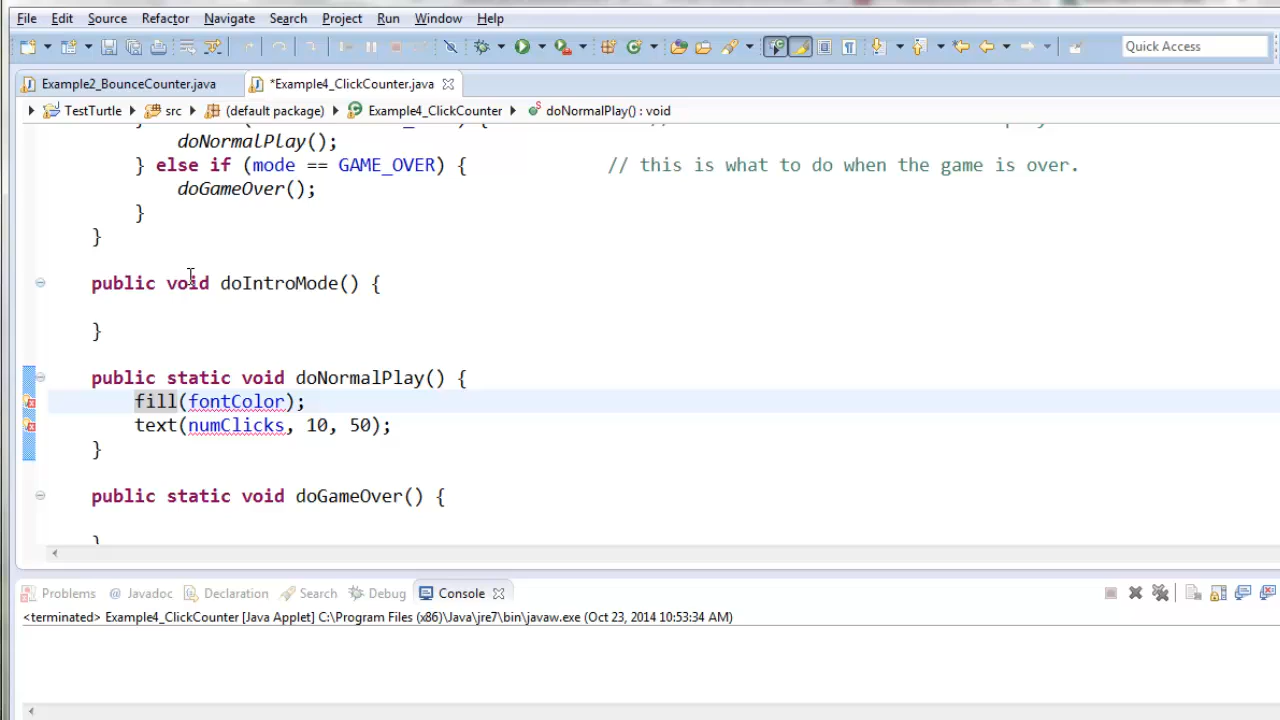 File Edit Source Refactor Navigate Search Project Run Window Help
Quick Access
Example2_BounceCounter.java *Example4_ClickCounter.java
TestTurtle src (default package) Example4_ClickCounter doNormalPlay() : void
doNormalPlay();
} else if (mode == GAME_OVER) { // this is what to do when the game is over.
doGameOver();
}
}
public void doIntroMode() {
}
public static void doNormalPlay() {
fill(fontColor);
text(numClicks, 10, 50);
}
public static void doGameOver() {
}
Problems @ Javadoc Declaration Search Debug Console
<terminated> Example4_ClickCounter [Java Applet] C:\Program Files (x86)\Java\jre7\bin\javaw.exe (Oct 23, 2014 10:53:34 AM)